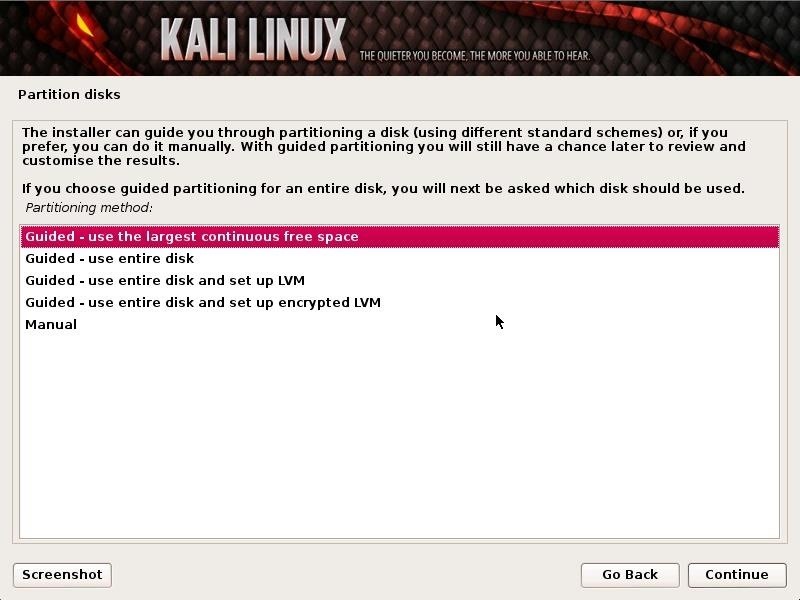 KALI LINUX THE QUIETER YOU BECOME, THE MORE YOU ABLE TO HEAR.
Partition disks
The installer can guide you through partitioning a disk (using different standard schemes) or, if you
prefer, you can do it manually. With guided partitioning you will still have a chance later to review and
customise the results.
If you choose guided partitioning for an entire disk, you will next be asked which disk should be used.
Partitioning method:
Guided - use the largest continuous free space
Guided - use entire disk
Guided - use entire disk and set up LVM
Guided - use entire disk and set up encrypted LVM
Manual
Screenshot Go Back Continue